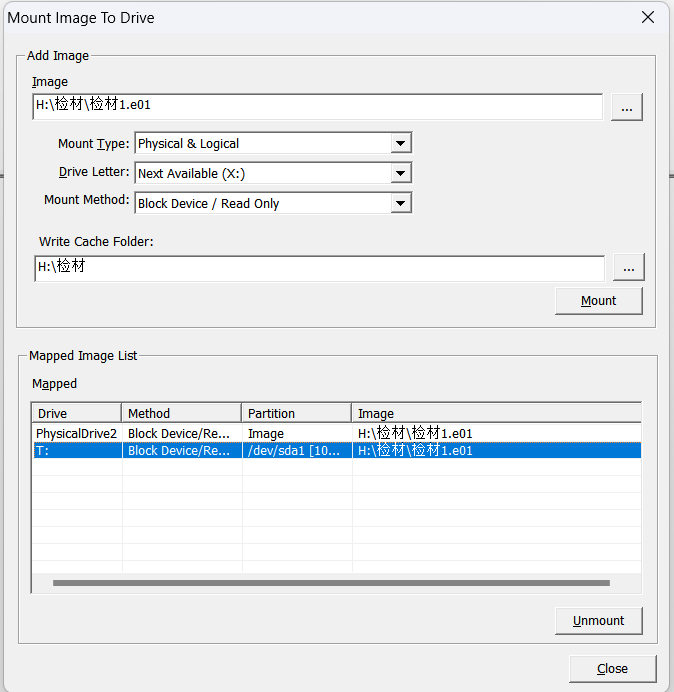 Mount Image To Drive
Add Image
Image
H:\检材\检材1.e01
...
Mount Type: Physical & Logical
Drive Letter: Next Available (X:)
Mount Method: Block Device / Read Only
Write Cache Folder:
H:\检材
...
Mount
Mapped Image List
Mapped
Drive Method Partition Image
PhysicalDrive2 Block Device/Re... Image H:\检材\检材1.e01
T: Block Device/Re... /dev/sda1 [10... H:\检材\检材1.e01
Unmount
Close